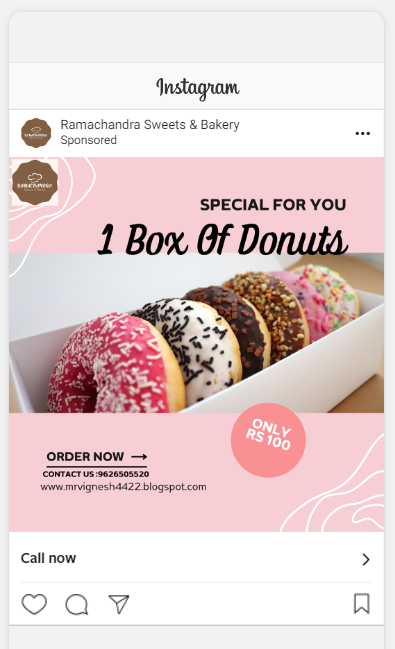 Instagram
Ramachandra Sweets & Bakery
Sponsored
SPECIAL FOR YOU
1 Box Of Donuts
ONLY
RS 100
ORDER NOW
CONTACT US :9626505520
www.mrvignesh4422.blogspot.com
Call now